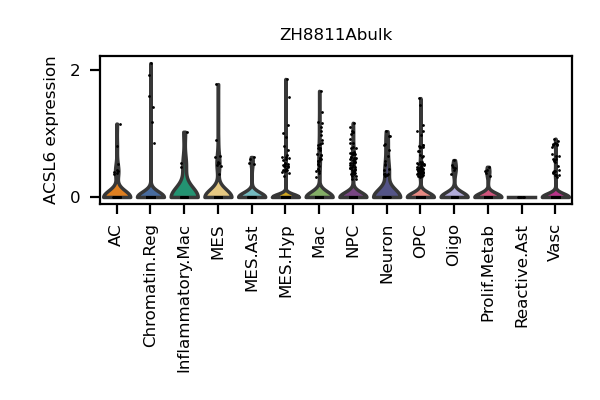 ZH8811Abulk
ACSL6 expression
2
0
AC
Chromatin.Reg
Inflammatory.Mac
MES
MES.Ast
MES.Hyp
Mac
NPC
Neuron
OPC
Oligo
Prolif.Metab
Reactive.Ast
Vasc